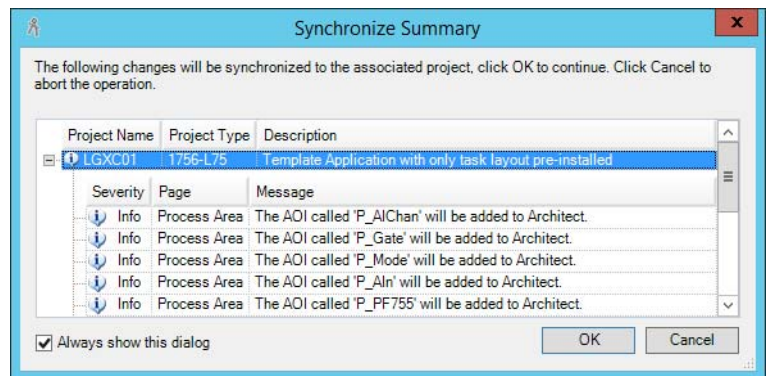 Synchronize Summary
x
The following changes will be synchronized to the associated project, click OK to continue. Click Cancel to
abort the operation.
Project Name Project Type Description
LGXC01 1756-L75 Template Application with only task layout pre-installed
Severity Page Message
Info Process Area The AOI called 'P_AIChan' will be added to Architect.
Info Process Area The AOI called 'P_Gate' will be added to Architect.
Info Process Area The AOI called 'P_Mode' will be added to Architect.
Info Process Area The AOI called 'P_AIn' will be added to Architect.
Info Process Area The AOI called 'P_PF755' will be added to Architect.
Always show this dialog OK Cancel